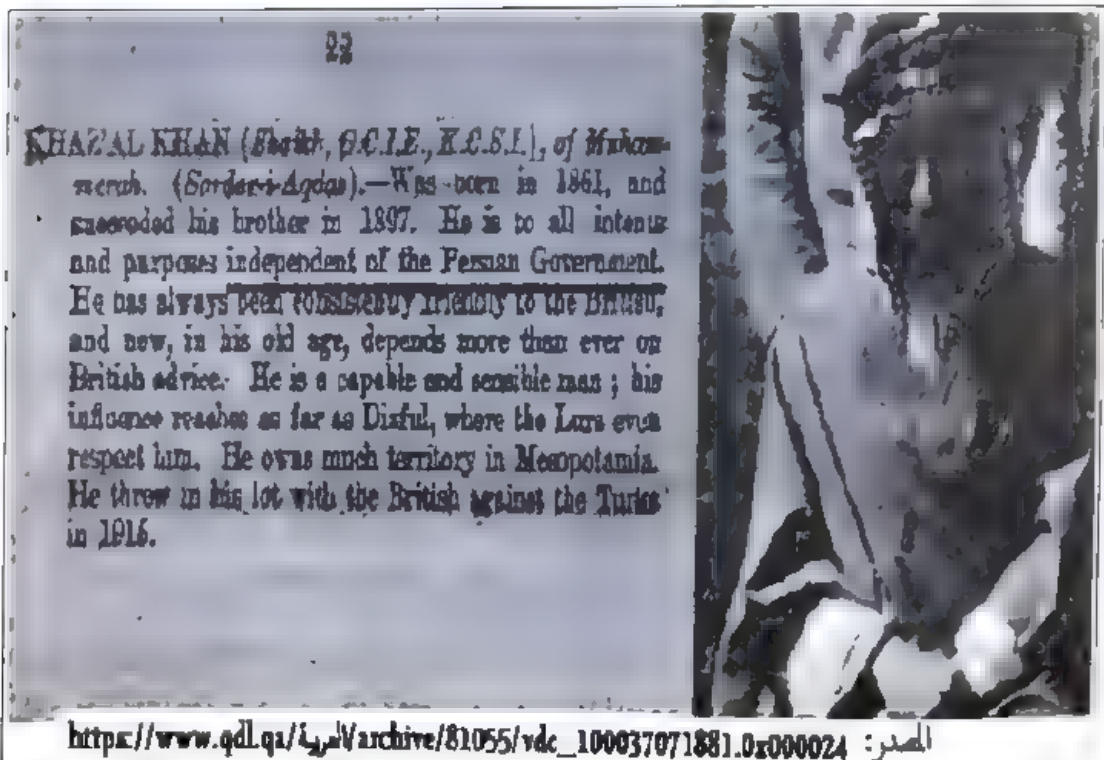 22
KHAZ'AL KHAN (Sheikh, G.C.I.E., K.C.S.I.), of Muham-
merah. (Sardar-i-Aqdas).—Was born in 1861, and
succeeded his brother in 1897. He is to all intents
and purposes independent of the Persian Government.
He has always been consistently friendly to the British,
and now, in his old age, depends more than ever on
British advice. He is a capable and sensible man ; his
influence reaches as far as Dizful, where the Lurs even
respect him. He owns much territory in Mesopotamia.
He threw in his lot with the British against the Turks
in 1915.
المصدر: https://www.qdl.qa/العربية/archive/81055/vdc_100037071881.0x000024